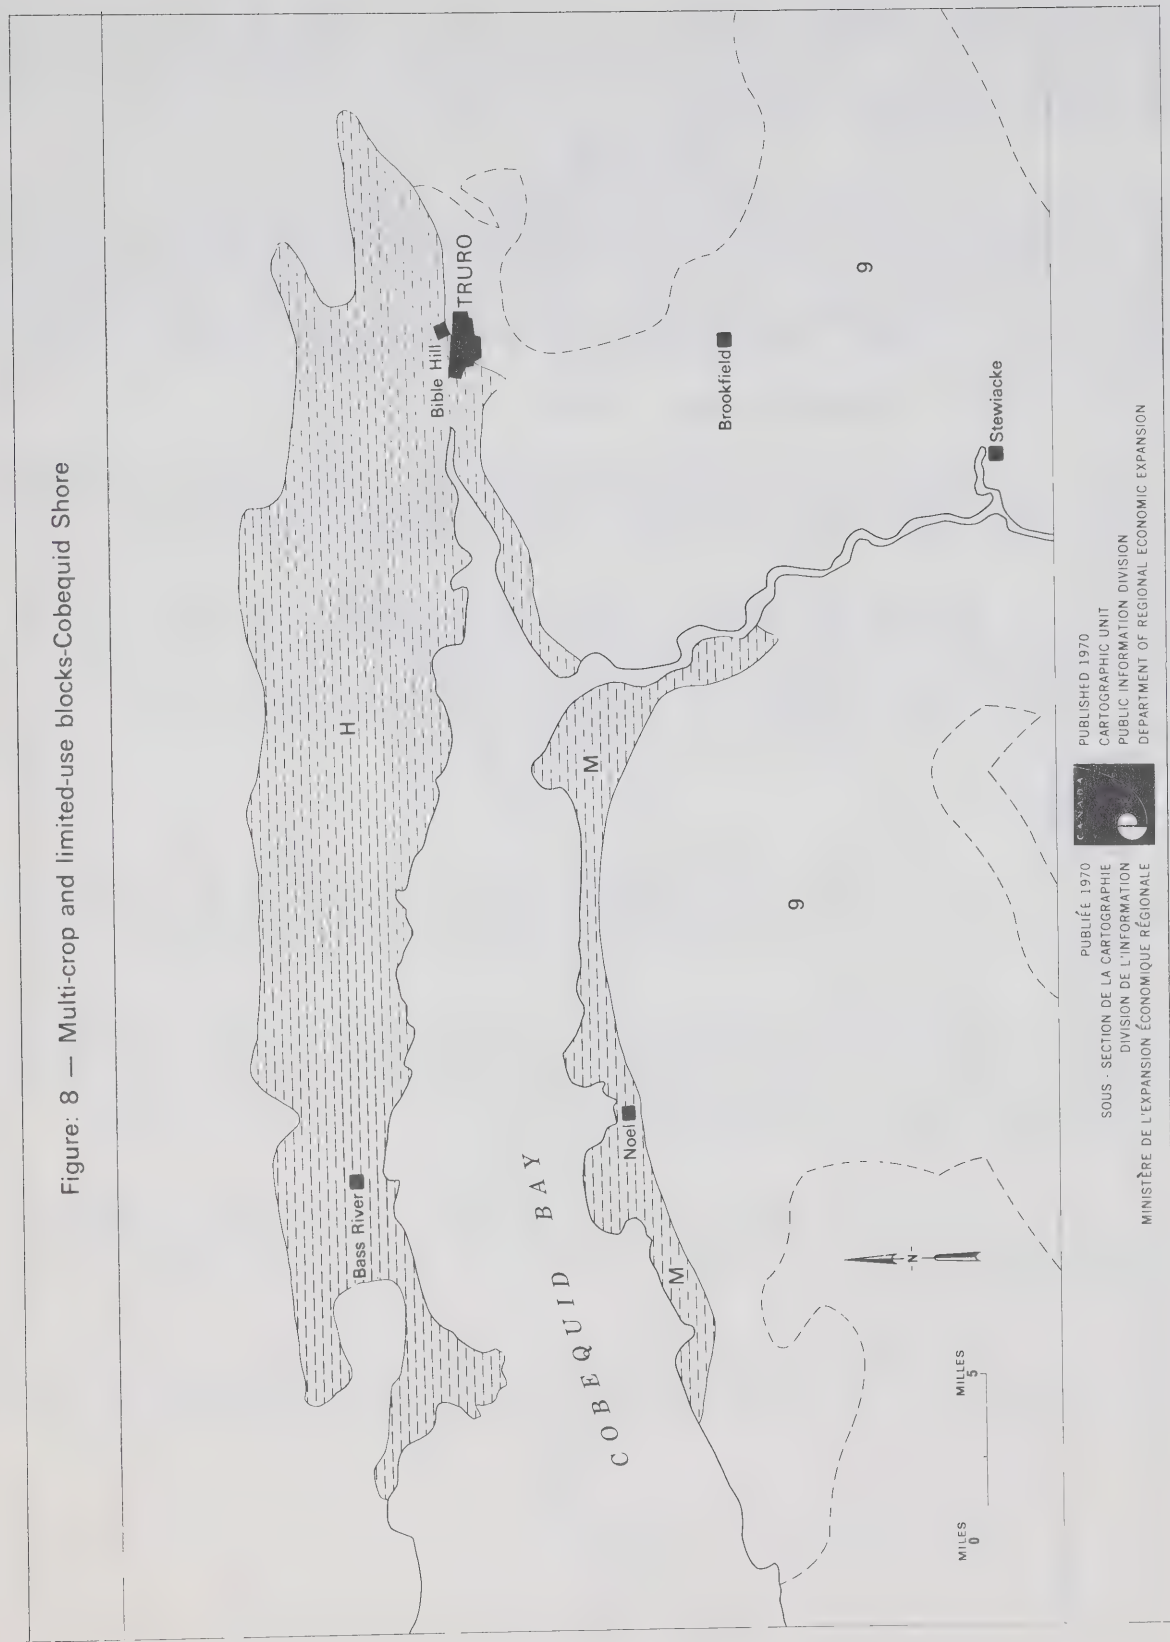 Figure: 8 — Multi-crop and limited-use blocks-Cobequid Shore
H
Bass River
Bible Hill
TRURO
M
Noel
M
COBEQUID BAY
Brookfield
9
9
Stewiacke
N
MILES
0
MILLES
5
PUBLIÉE 1970
SOUS - SECTION DE LA CARTOGRAPHIE
DIVISION DE L'INFORMATION
MINISTÈRE DE L'EXPANSION ÉCONOMIQUE RÉGIONALE
CANADA
PUBLISHED 1970
CARTOGRAPHIC UNIT
PUBLIC INFORMATION DIVISION
DEPARTMENT OF REGIONAL ECONOMIC EXPANSION